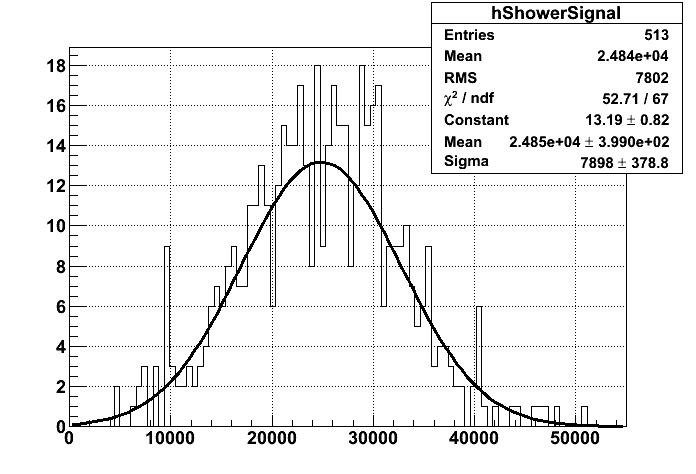 hShowerSignal
Entries 513
Mean 2.484e+04
RMS 7802
χ² / ndf 52.71 / 67
Constant 13.19 ± 0.82
Mean 2.485e+04 ± 3.990e+02
Sigma 7898 ± 378.8
18
16
14
12
10
8
6
4
2
0
0 10000 20000 30000 40000 50000